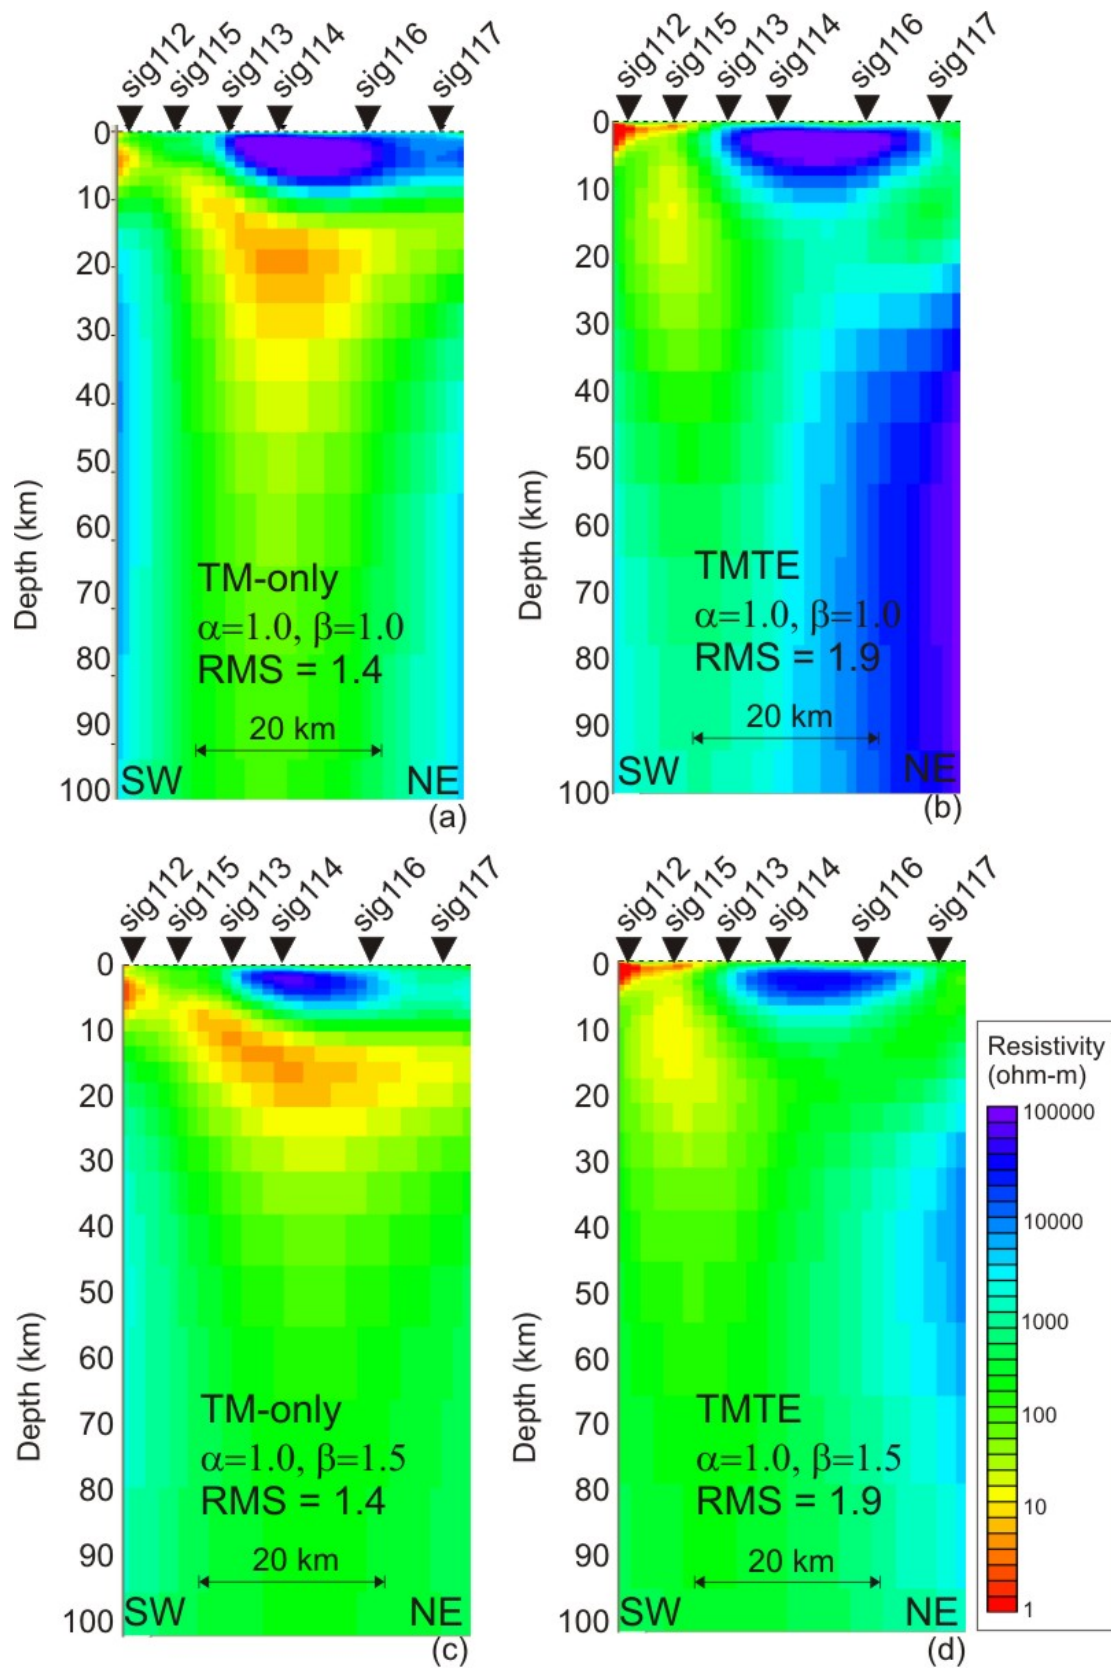 sig112 sig115 sig113 sig114 sig116 sig117
0
10
20
30
40
50
60
70
80
90
100
Depth (km)
TM-only
α=1.0, β=1.0
RMS = 1.4
20 km
SW NE
(a)
sig112 sig115 sig113 sig114 sig116 sig117
0
10
20
30
40
50
60
70
80
90
100
Depth (km)
TMTE
α=1.0, β=1.0
RMS = 1.9
20 km
SW NE
(b)
sig112 sig115 sig113 sig114 sig116 sig117
0
10
20
30
40
50
60
70
80
90
100
Depth (km)
TM-only
α=1.0, β=1.5
RMS = 1.4
20 km
SW NE
(c)
sig112 sig115 sig113 sig114 sig116 sig117
0
10
20
30
40
50
60
70
80
90
100
Depth (km)
TMTE
α=1.0, β=1.5
RMS = 1.9
20 km
SW NE
(d)
Resistivity
(ohm-m)
100000
10000
1000
100
10
1